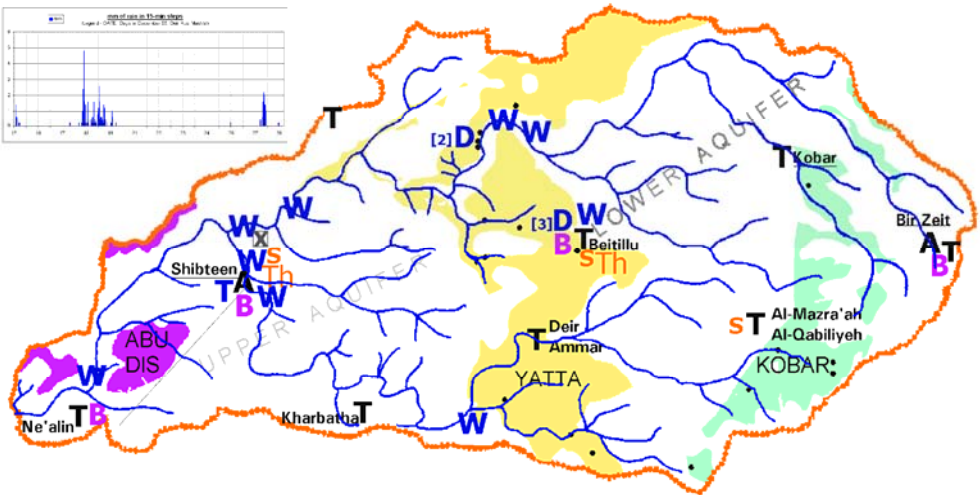 mm of rain in 15-min steps
T
[2] D W W
T Kobar
LOWER AQUIFER
W
W
X
W S
Th
Shibteen A
T W
B
[3] D W
B T Beitillu
S Th
Bir Zeit
A T
B
UPPER AQUIFER
ABU
DIS
T Deir
Ammar
S T Al-Mazra'ah
Al-Qabiliyeh
KOBAR
YATTA
W
Ne'alin T B
Kharbatha T
W